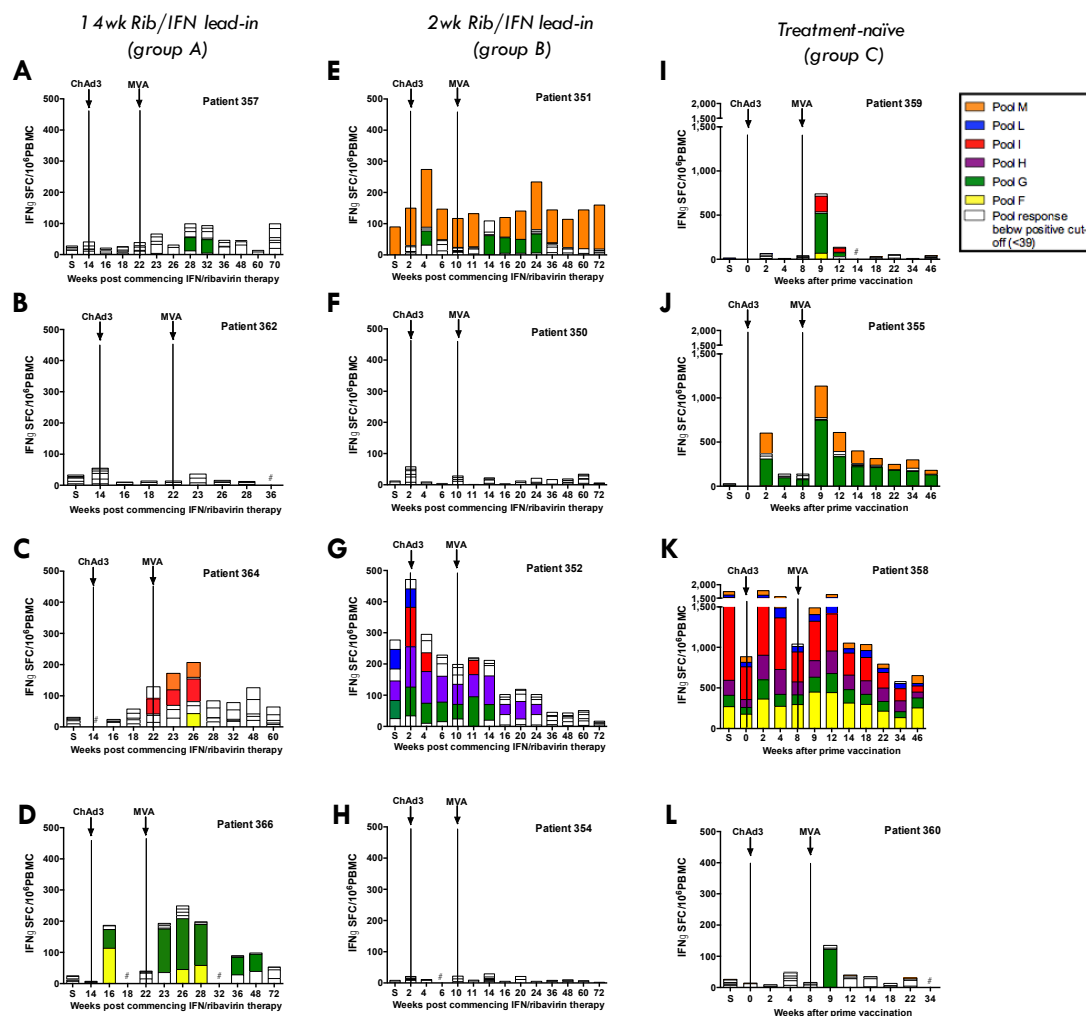 14wk Rib/IFN lead-in
(group A)
2wk Rib/IFN lead-in
(group B)
Treatment-naïve
(group C)
A
ChAd3
MVA
Patient 357
IFNg SFC/10⁶PBMC
500
400
300
200
100
0
S 14 16 18 22 23 26 28 32 36 48 60 70
Weeks post commencing IFN/ribavirin therapy
E
ChAd3
MVA
Patient 351
IFNg SFC/10⁶PBMC
500
400
300
200
100
0
S 2 4 6 10 11 14 16 20 24 36 48 60 72
Weeks post commencing IFN/ribavirin therapy
I
ChAd3
MVA
Patient 359
IFNg SFC/10⁶PBMC
2,000
1,500
1,500
1,000
500
0
S 0 2 4 8 9 12 14 18 22 34 46
#
Weeks after prime vaccination
Pool M
Pool L
Pool I
Pool H
Pool G
Pool F
Pool response
below positive cut-
off (<39)
B
ChAd3
MVA
Patient 362
IFNg SFC/10⁶PBMC
500
400
300
200
100
0
#
S 14 16 18 22 23 26 28 36
Weeks post commencing IFN/ribavirin therapy
F
ChAd3
MVA
Patient 350
IFNg SFC/10⁶PBMC
500
400
300
200
100
0
S 2 4 6 10 11 14 16 20 24 36 48 60 72
Weeks post commencing IFN/ribavirin therapy
J
ChAd3
MVA
Patient 355
IFNg SFC/10⁶PBMC
2,000
1,500
1,500
1,000
500
0
S 0 2 4 8 9 12 14 18 22 34 46
Weeks after prime vaccination
C
ChAd3
MVA
Patient 364
IFNg SFC/10⁶PBMC
500
400
300
200
100
0
#
S 14 16 18 22 23 26 28 32 48 60
Weeks post commencing IFN/ribavirin therapy
G
ChAd3
MVA
Patient 352
IFNg SFC/10⁶PBMC
500
400
300
200
100
0
S 2 4 6 10 11 14 16 20 24 36 48 60 72
Weeks post commencing IFN/ribavirin therapy
K
ChAd3
MVA
Patient 358
IFNg SFC/10⁶PBMC
2,000
1,500
1,500
1,000
500
0
S 0 2 4 8 9 12 14 18 22 34 46
Weeks after prime vaccination
D
ChAd3
MVA
Patient 366
IFNg SFC/10⁶PBMC
500
400
300
200
100
0
# #
S 14 16 18 22 23 26 28 32 36 48 72
Weeks post commencing IFN/ribavirin therapy
H
ChAd3
MVA
Patient 354
IFNg SFC/10⁶PBMC
500
400
300
200
100
0
#
S 2 4 6 10 11 14 16 20 24 36 48 60 72
Weeks post commencing IFN/ribavirin therapy
L
ChAd3
MVA
Patient 360
IFNg SFC/10⁶PBMC
500
400
300
200
100
0
#
S 0 2 4 8 9 12 14 18 22 34
Weeks after prime vaccination